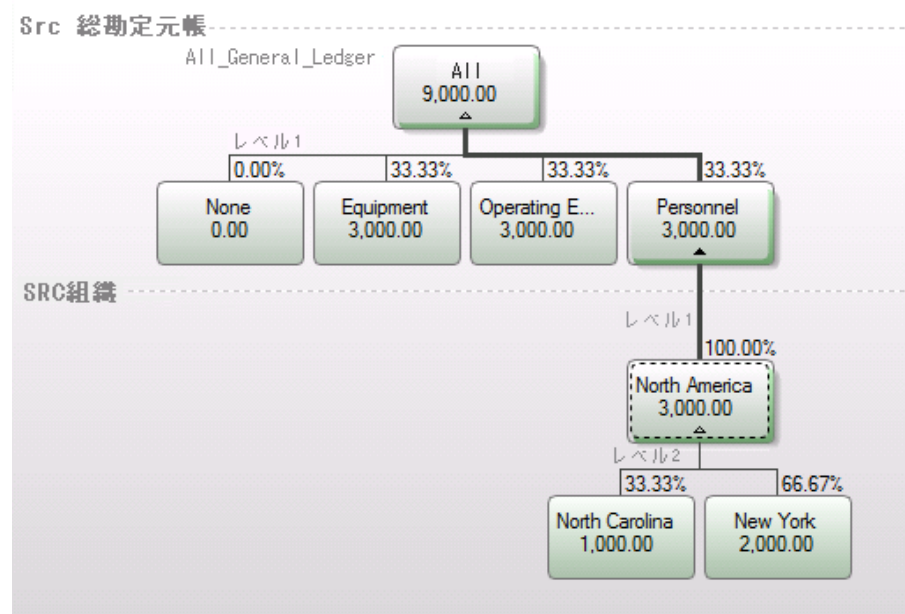 Src 総勘定元帳
All_General_Ledger
All
9,000.00
レベル1
0.00% 33.33% 33.33% 33.33%
None Equipment Operating E... Personnel
0.00 3,000.00 3,000.00 3,000.00
SRC組織
レベル1
100.00%
North America
3,000.00
レベル2
33.33% 66.67%
North Carolina New York
1,000.00 2,000.00